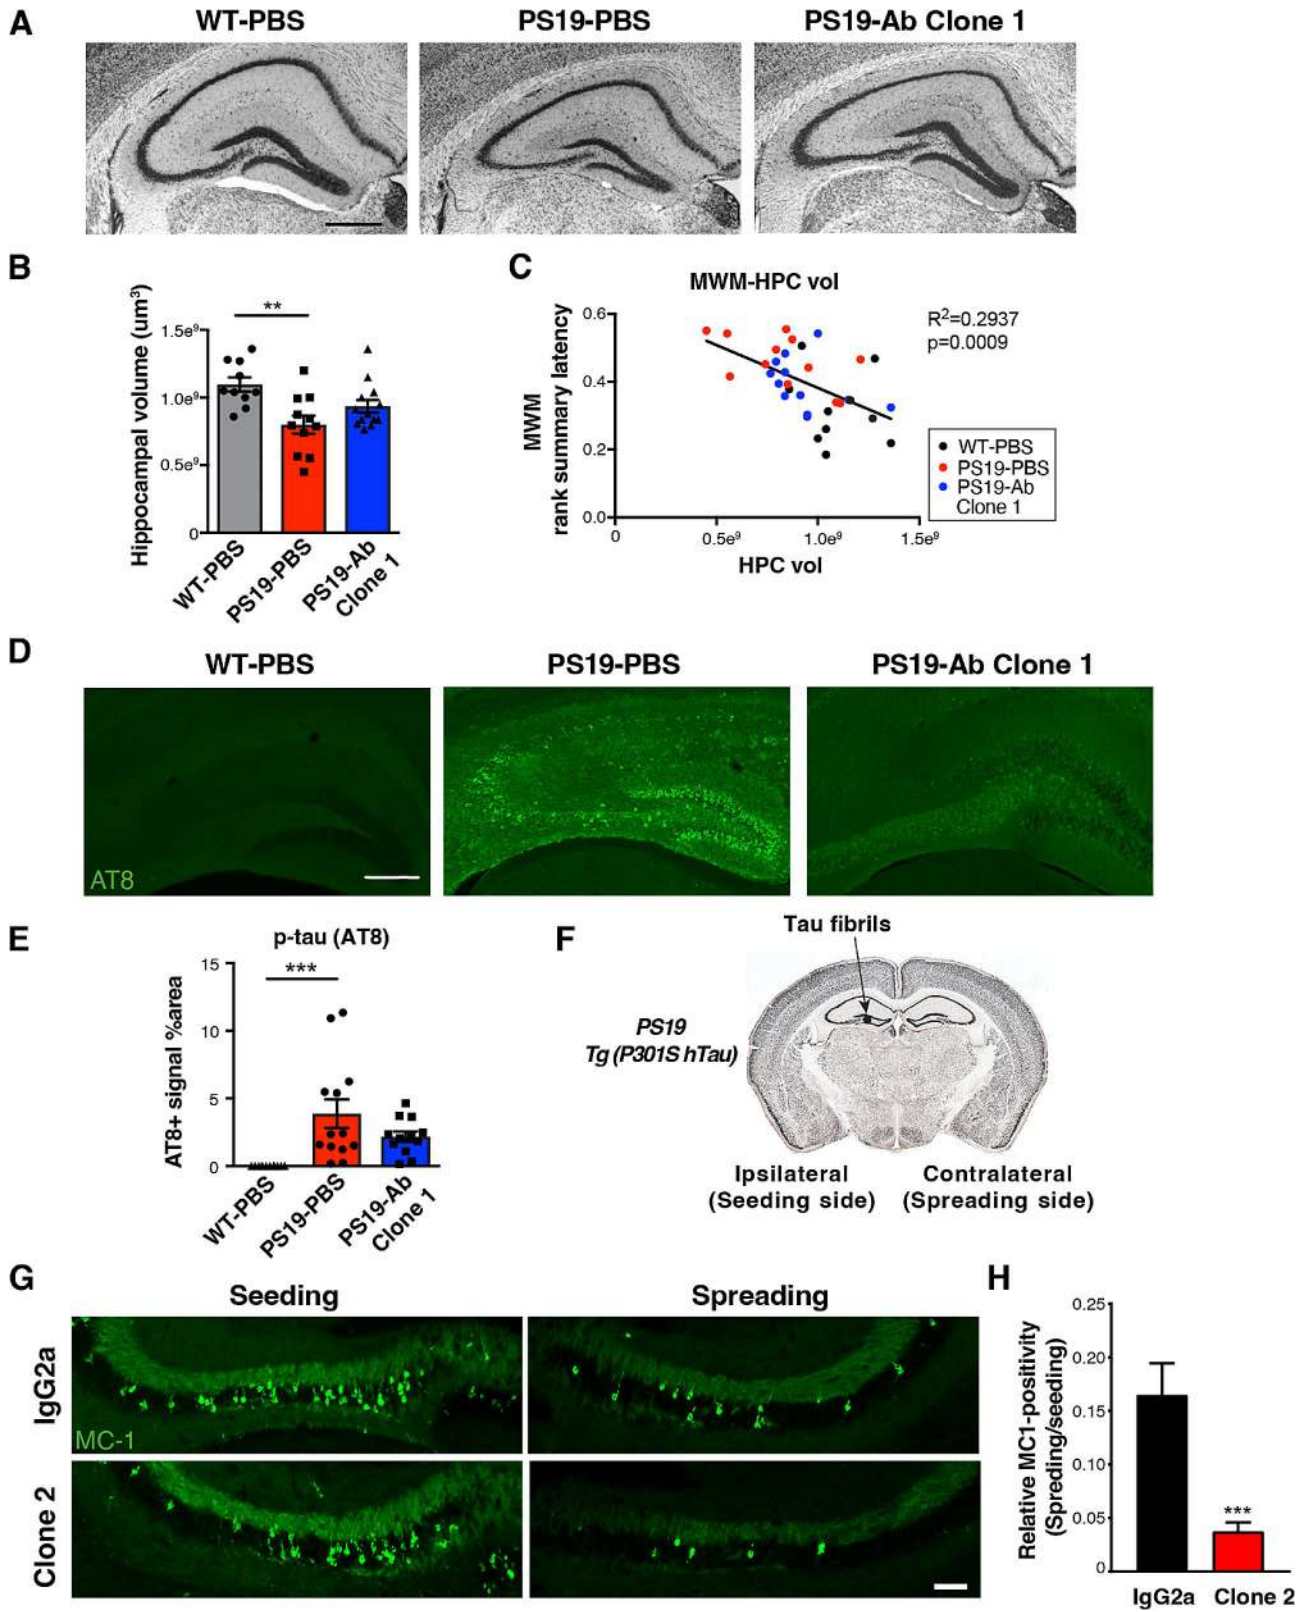 A
WT-PBS
PS19-PBS
PS19-Ab Clone 1
B
Hippocampal volume (um³)
1.5e⁹
1.0e⁹
0.5e⁹
0
**
WT-PBS
PS19-PBS
PS19-Ab
Clone 1
C
MWM-HPC vol
MWM
rank summary latency
0.6
0.4
0.2
0.0
0
0.5e⁹
1.0e⁹
1.5e⁹
HPC vol
R²=0.2937
p=0.0009
WT-PBS
PS19-PBS
PS19-Ab
Clone 1
D
WT-PBS
PS19-PBS
PS19-Ab Clone 1
AT8
E
p-tau (AT8)
AT8+ signal %area
15
10
5
0
***
WT-PBS
PS19-PBS
PS19-Ab
Clone 1
F
Tau fibrils
PS19
Tg (P301S hTau)
Ipsilateral
(Seeding side)
Contralateral
(Spreading side)
G
Seeding
Spreading
IgG2a
MC-1
Clone 2
H
Relative MC1-positivity
(Spreding/seeding)
0.25
0.20
0.15
0.10
0.05
0
***
IgG2a
Clone 2